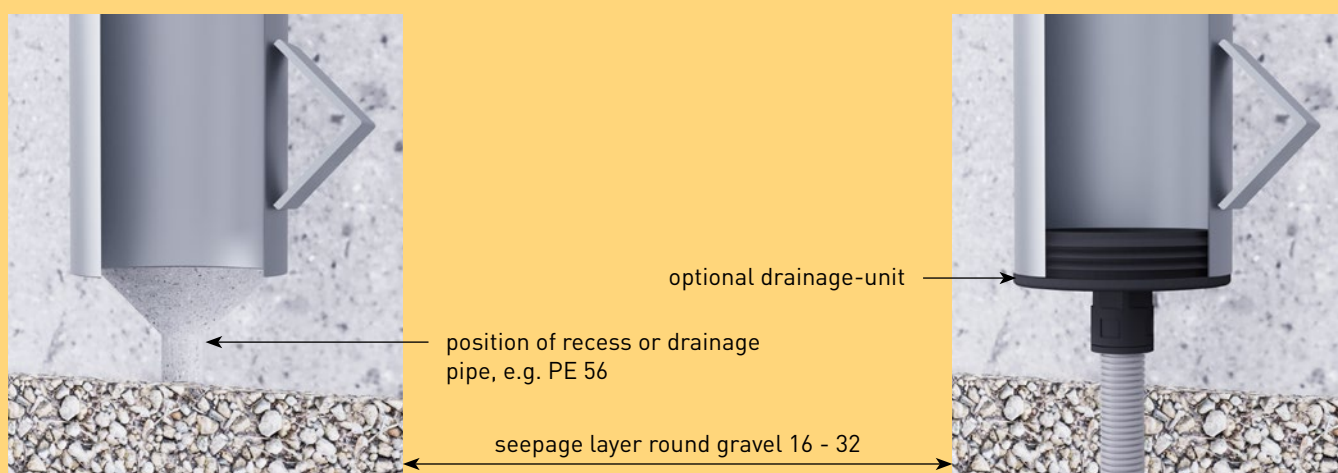 optional drainage-unit
position of recess or drainage
pipe, e.g. PE 56
seepage layer round gravel 16 - 32